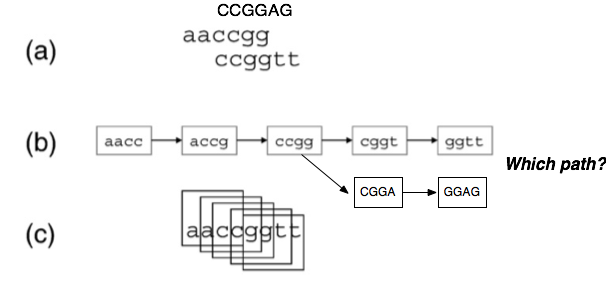 CCGGAG
(a) aaccgg
ccggtt
(b) aacc accg ccgg cggt ggtt
Which path?
CGGA GGAG
(c) aaccggtt